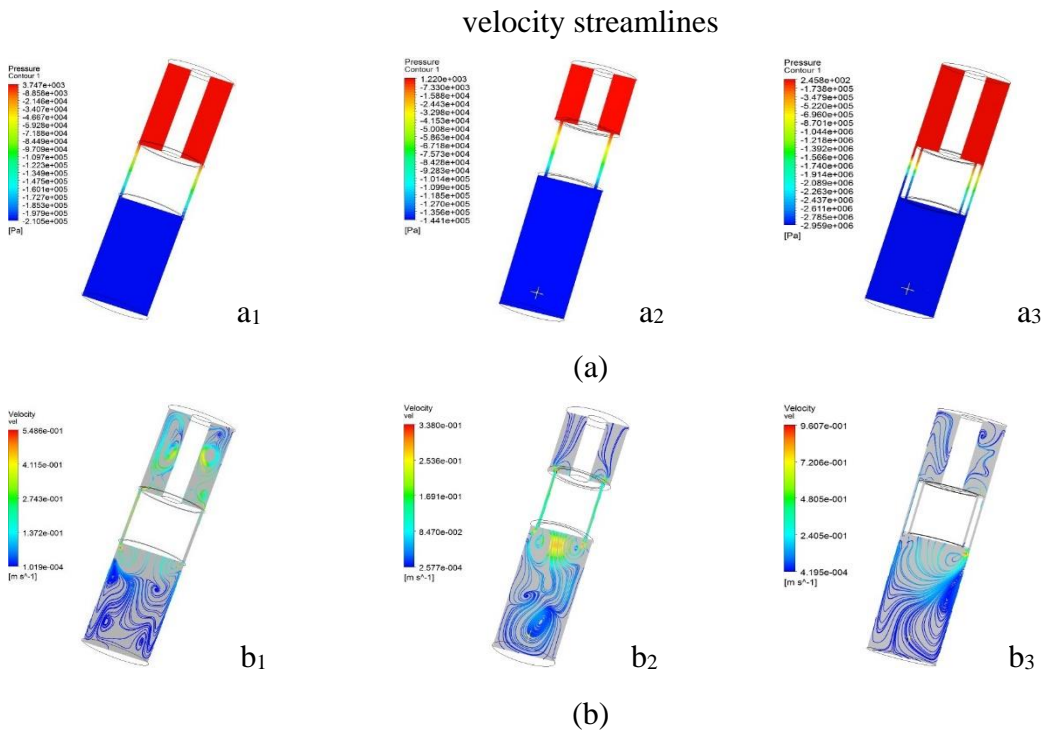 velocity streamlines
Pressure
Contour 1
3.747e+003
-8.858e+003
-2.146e+004
-3.407e+004
-4.667e+004
-5.928e+004
-7.188e+004
-8.449e+004
-9.709e+004
-1.097e+005
-1.223e+005
-1.349e+005
-1.475e+005
-1.601e+005
-1.727e+005
-1.853e+005
-1.979e+005
-2.105e+005
[Pa]
a1
Pressure
Contour 1
1.220e+003
-7.330e+003
-1.588e+004
-2.443e+004
-3.298e+004
-4.153e+004
-5.008e+004
-5.863e+004
-6.718e+004
-7.573e+004
-8.428e+004
-9.283e+004
-1.014e+005
-1.099e+005
-1.185e+005
-1.270e+005
-1.356e+005
-1.441e+005
[Pa]
a2
Pressure
Contour 1
2.458e+002
-1.738e+005
-3.479e+005
-5.220e+005
-6.960e+005
-8.701e+005
-1.044e+006
-1.218e+006
-1.392e+006
-1.566e+006
-1.740e+006
-1.914e+006
-2.089e+006
-2.263e+006
-2.437e+006
-2.611e+006
-2.785e+006
-2.959e+006
[Pa]
a3
(a)
Velocity
vel
5.486e-001
4.115e-001
2.743e-001
1.372e-001
1.019e-004
[m s^-1]
b1
Velocity
vel
3.380e-001
2.536e-001
1.691e-001
8.470e-002
2.577e-004
[m s^-1]
b2
Velocity
vel
9.607e-001
7.206e-001
4.805e-001
2.405e-001
4.195e-004
[m s^-1]
b3
(b)